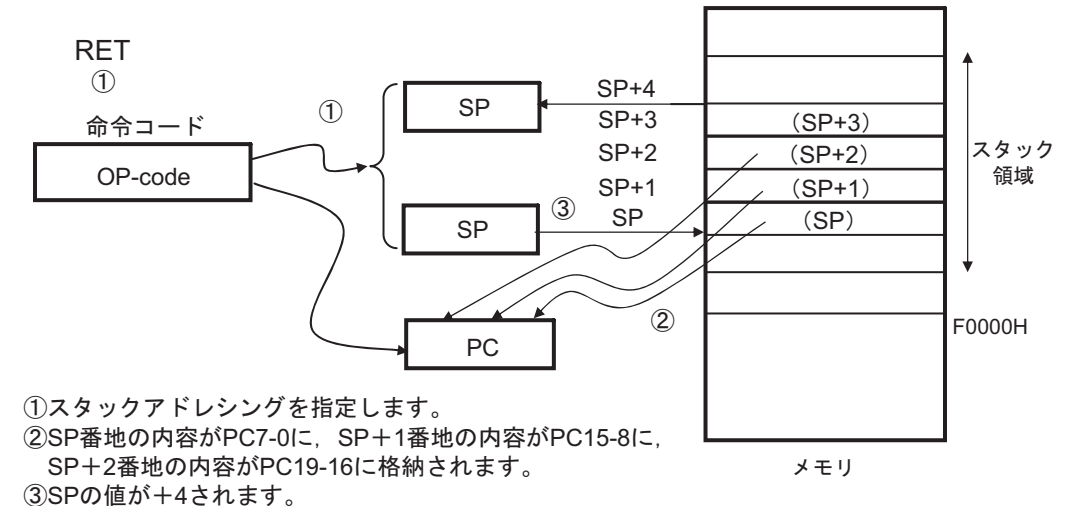 RET
①
命令コード
OP-code
①
SP
SP
③
PC
SP+4
SP+3
SP+2
SP+1
SP
(SP+3)
(SP+2)
(SP+1)
(SP)
②
スタック
領域
F0000H
メモリ
①スタックアドレシングを指定します。
②SP番地の内容がPC7-0に，SP＋1番地の内容がPC15-8に，
SP＋2番地の内容がPC19-16に格納されます。
③SPの値が＋4されます。